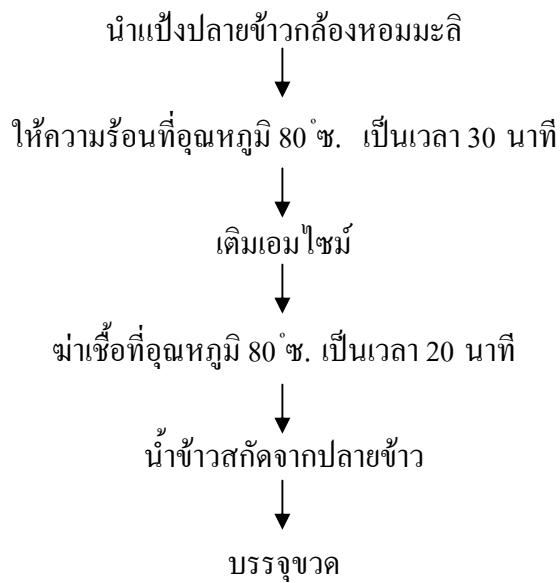 นำแป้งปลายข้าวกล้องหอมมะลิ
ให้ความร้อนที่อุณหภูมิ 80 ํซ. เป็นเวลา 30 นาที
เติมเอมไซม์
ฆ่าเชื้อที่อุณหภูมิ 80 ํซ. เป็นเวลา 20 นาที
น้ำข้าวสกัดจากปลายข้าว
บรรจุขวด